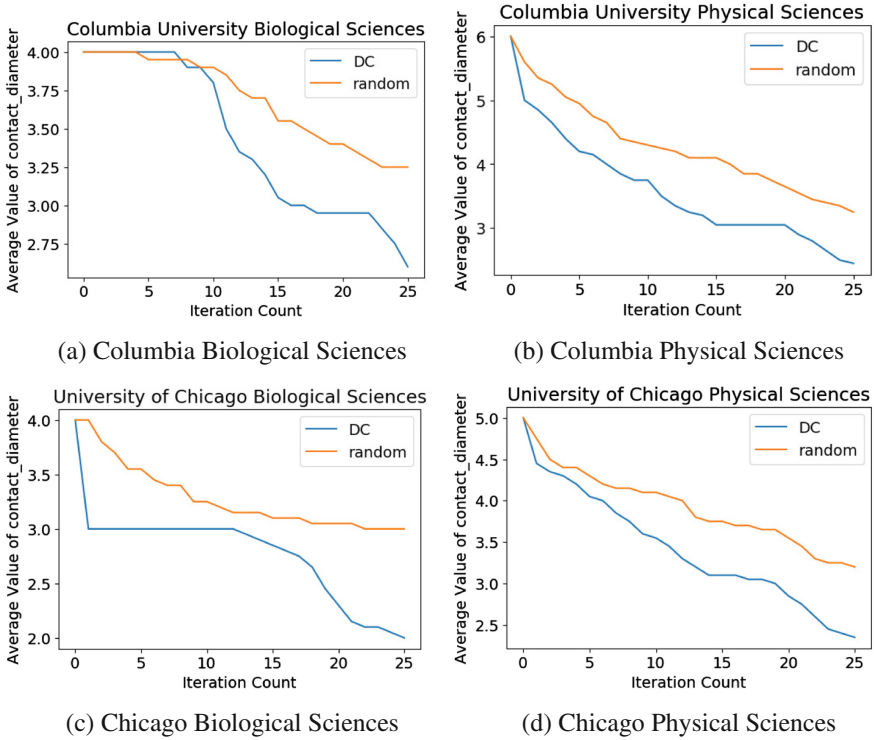 Columbia University Biological Sciences
Average Value of contact_diameter
4.00
3.75
3.50
3.25
3.00
2.75
DC
random
0 5 10 15 20 25
Iteration Count
(a) Columbia Biological Sciences
Columbia University Physical Sciences
Average Value of contact_diameter
6
5
4
3
DC
random
0 5 10 15 20 25
Iteration Count
(b) Columbia Physical Sciences
University of Chicago Biological Sciences
Average Value of contact_diameter
4.0
3.5
3.0
2.5
2.0
DC
random
0 5 10 15 20 25
Iteration Count
(c) Chicago Biological Sciences
University of Chicago Physical Sciences
Average Value of contact_diameter
5.0
4.5
4.0
3.5
3.0
2.5
DC
random
0 5 10 15 20 25
Iteration Count
(d) Chicago Physical Sciences